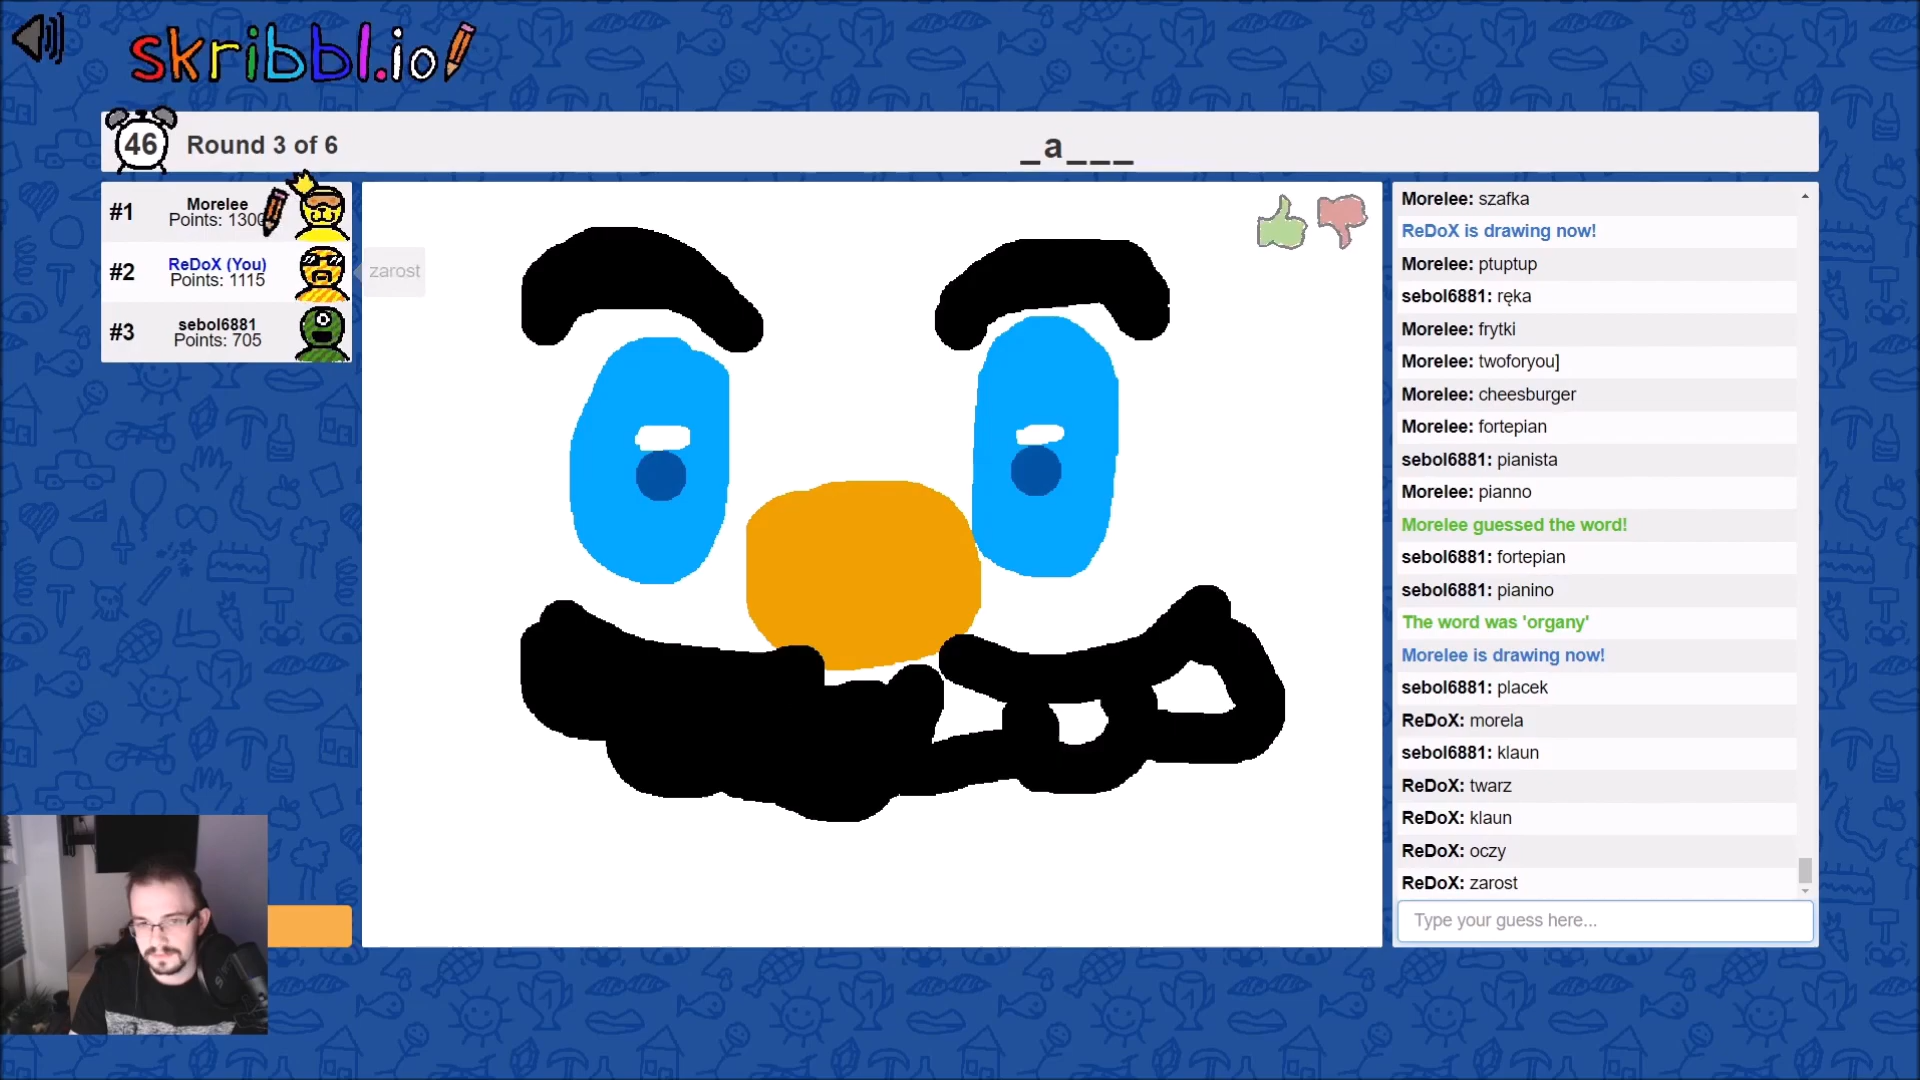 skribbl.io
46
Round 3 of 6
_a___
#1
Morelee
Points: 1300
#2
ReDoX (You)
Points: 1115
zarost
#3
sebol6881
Points: 705
Morelee: szafka
ReDoX is drawing now!
Morelee: ptuptup
sebol6881: ręka
Morelee: frytki
Morelee: twoforyou]
Morelee: cheesburger
Morelee: fortepian
sebol6881: pianista
Morelee: pianno
Morelee guessed the word!
sebol6881: fortepian
sebol6881: pianino
The word was 'organy'
Morelee is drawing now!
sebol6881: placek
ReDoX: morela
sebol6881: klaun
ReDoX: twarz
ReDoX: klaun
ReDoX: oczy
ReDoX: zarost
Type your guess here...